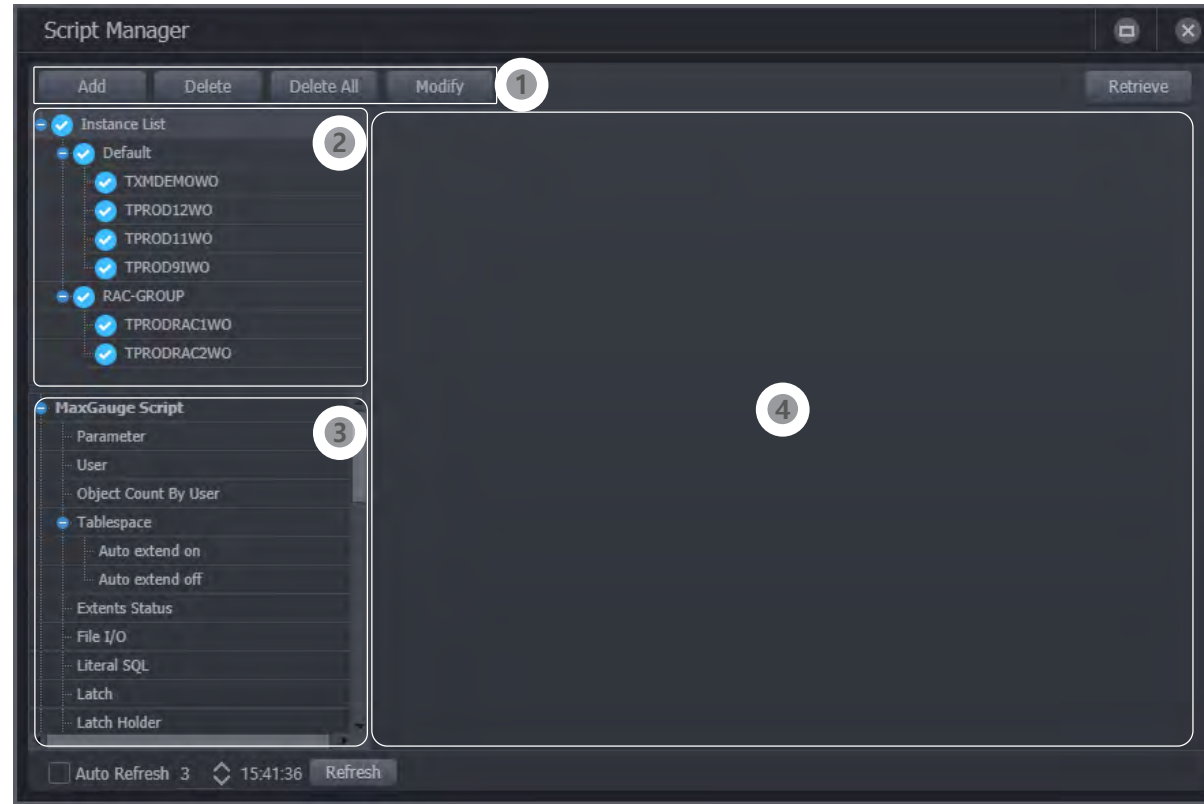 Script Manager
Add Delete Delete All Modify 1 Retrieve
Instance List 2
Default
TXMDEMOWO
TPROD12WO
TPROD11WO
TPROD9IWO
RAC-GROUP
TPRODRAC1WO
TPRODRAC2WO
MaxGauge Script
3
Parameter
User
Object Count By User
Tablespace
Auto extend on
Auto extend off
Extents Status
File I/O
Literal SQL
Latch
Latch Holder
4
Auto Refresh 3 15:41:36 Refresh